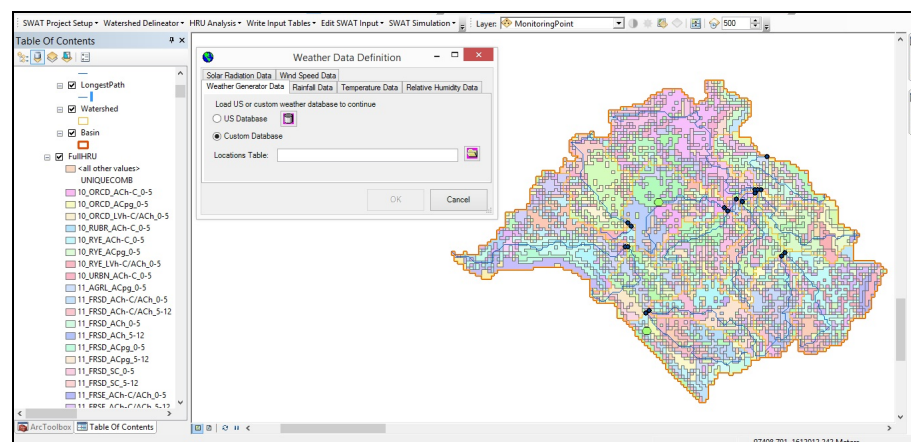 SWAT Project Setup Watershed Delineator HRU Analysis Write Input Tables Edit SWAT Input SWAT Simulation Layer: MonitoringPoint 500
Table Of Contents
LongestPath
Watershed
Basin
FullHRU
<all other values>
UNIQUECOMB
10_ORCD_ACh-C_0-5
10_ORCD_ACpg_0-5
10_ORCD_LVh-C/ACh_0-5
10_RUBR_ACh-C_0-5
10_RYE_ACh-C_0-5
10_RYE_ACpg_0-5
10_RYE_LVh-C/ACh_0-5
10_URBN_ACh-C_0-5
11_AGRL_ACpg_0-5
11_FRSD_ACh-C/ACh_0-5
11_FRSD_ACh-C/ACh_5-12
11_FRSD_ACh_0-5
11_FRSD_ACh_5-12
11_FRSD_ACpg_0-5
11_FRSD_ACpg_5-12
11_FRSD_SC_0-5
11_FRSD_SC_5-12
11_FRSE_ACh-C/ACh_0-5
11_FRSE_ACh-C/ACh_5-12
ArcToolbox Table Of Contents
Weather Data Definition
Solar Radiation Data Wind Speed Data
Weather Generator Data Rainfall Data Temperature Data Relative Humidity Data
Load US or custom weather database to continue
US Database
Custom Database
Locations Table:
OK Cancel